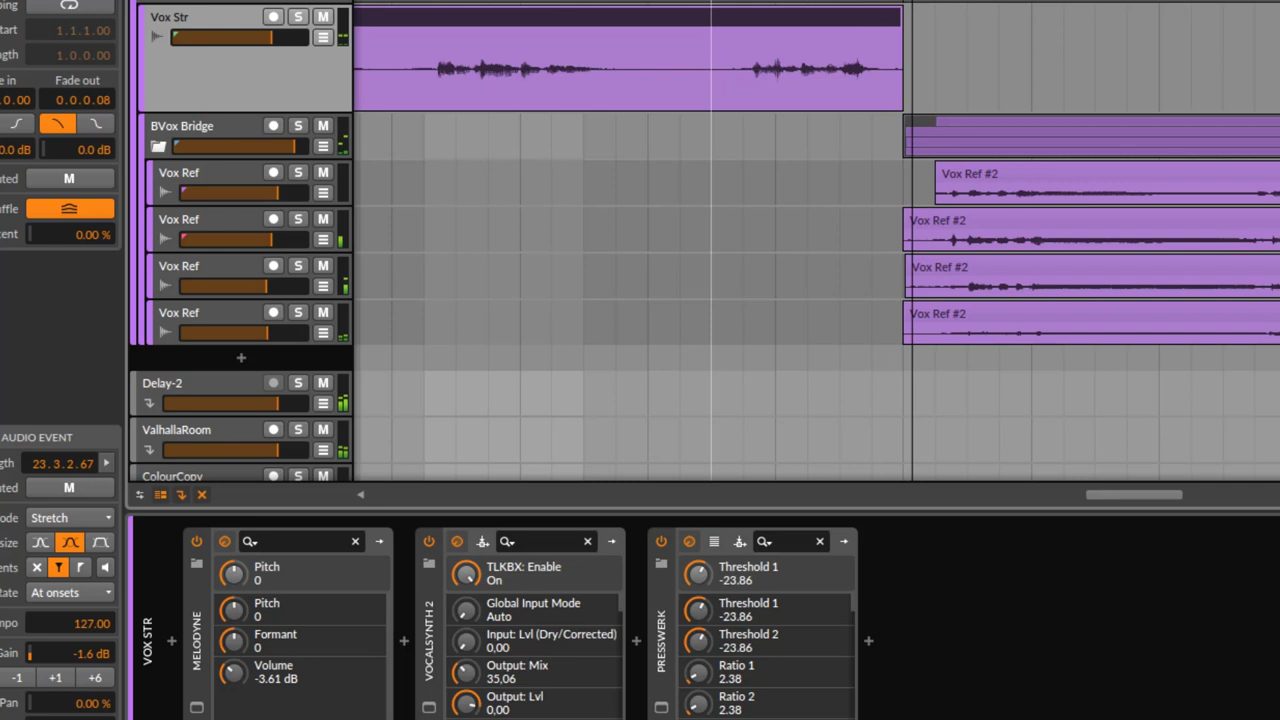 ping
Start 1.1.1.00
ength 1.0.0.00
e in Fade out
0.00 0.0.0.08
0.0 dB 0.0 dB
uted M
uffle
cent 0.00 %
AUDIO EVENT
gth 23.3.2.67
uted M
ode Stretch
size
ents
ate At onsets
mpo 127.00
Gain -1.6 dB
-1 +1 +6
Pan 0.00 %
Vox Str S M
BVox Bridge S M
Vox Ref S M
Vox Ref #2
Vox Ref S M
Vox Ref #2
Vox Ref S M
Vox Ref #2
Vox Ref S M
Vox Ref #2
+
Delay-2 S M
ValhallaRoom S M
ColourCopy S M
VOX STR
MELODYNE
Pitch
0
Pitch
0
Formant
0
Volume
-3.61 dB
VOCALSYNTH 2
TLKBX: Enable
On
Global Input Mode
Auto
Input: Lvl (Dry/Corrected)
0,00
Output: Mix
35,06
Output: Lvl
0,00
PRESSWERK
Threshold 1
-23.86
Threshold 1
-23.86
Threshold 2
-23.86
Ratio 1
2.38
Ratio 2
2.38